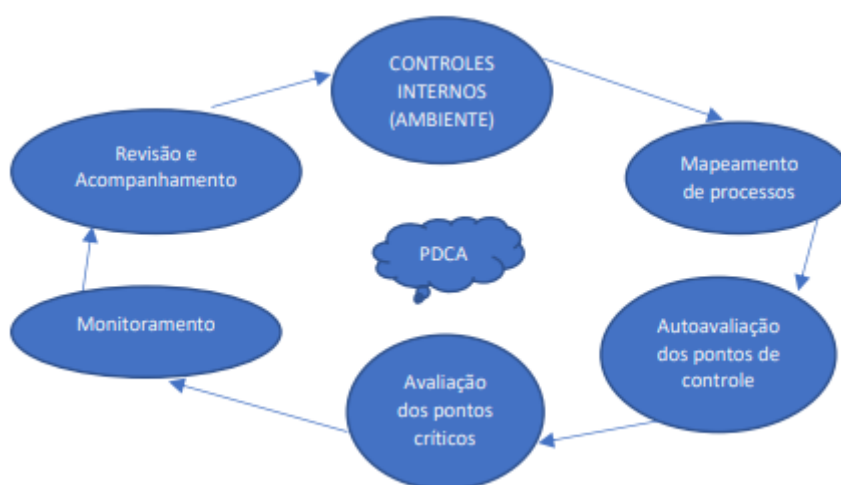 CONTROLES
INTERNOS
(AMBIENTE)
Mapeamento
de processos
Autoavaliação
dos pontos de
controle
Avaliação
dos pontos
críticos
Monitoramento
Revisão e
Acompanhamento
PDCA